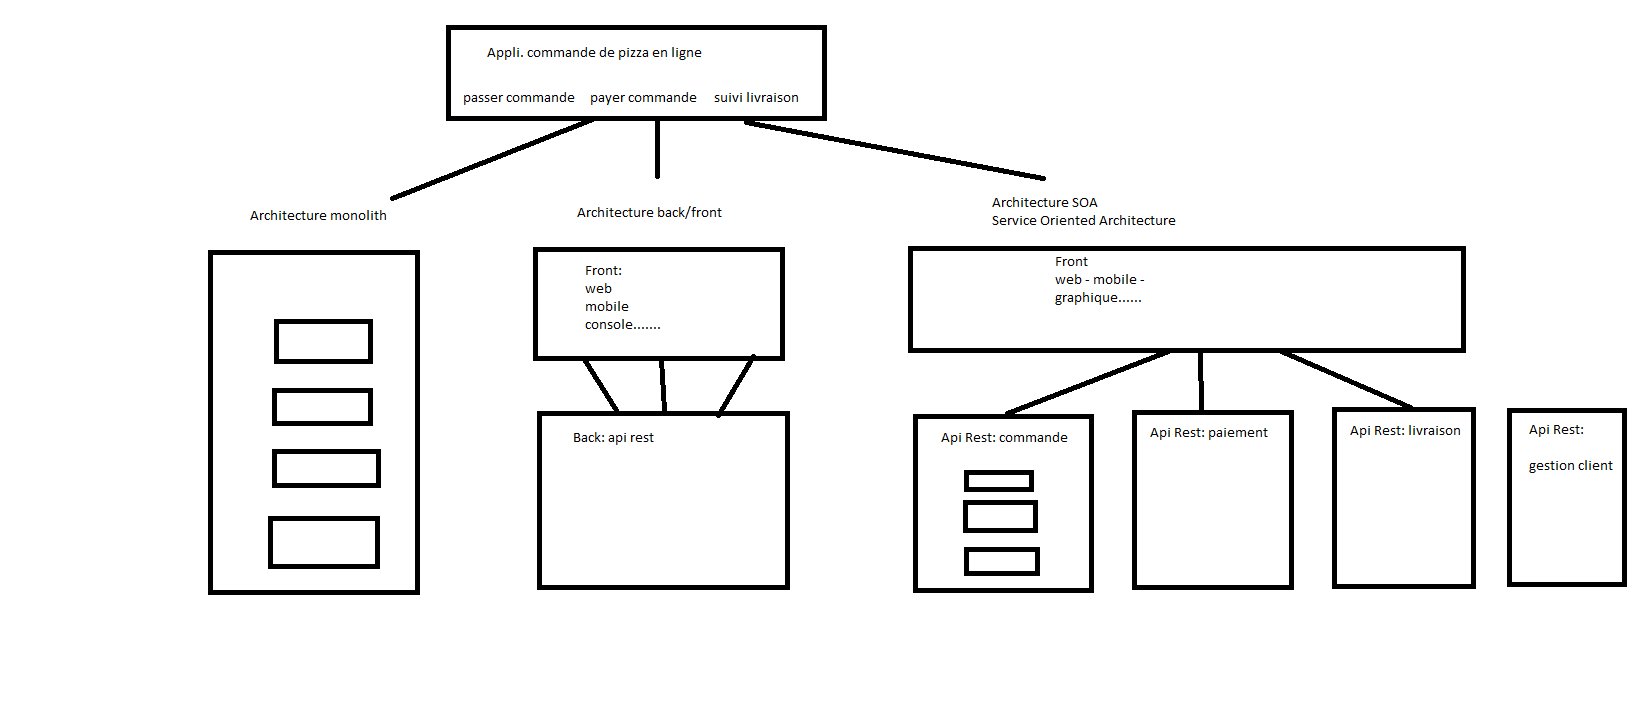 Appli. commande de pizza en ligne
passer commande payer commande suivi livraison
Architecture monolith
Architecture back/front
Architecture SOA
Service Oriented Architecture
Front:
web
mobile
console.......
Back: api rest
Front
web - mobile -
graphique......
Api Rest: commande
Api Rest: paiement
Api Rest: livraison
Api Rest:
gestion client